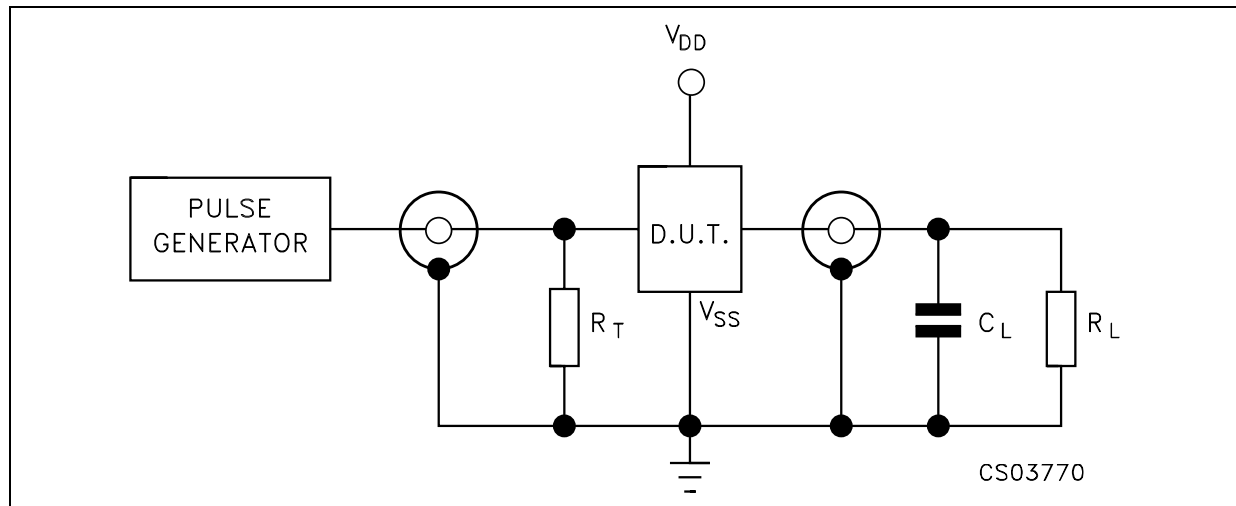 VDD
PULSE
GENERATOR
D.U.T.
VSS
RT
CL
RL
CS03770